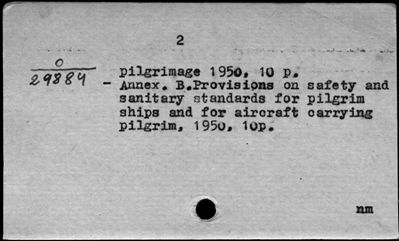 2
0
29884
pilgrimage 1950, 10 p.
- Annex. B.Provisions on safety and
sanitary standards for pilgrim
ships and for aircraft carrying
pilgrim, 1950, 10p.
nm